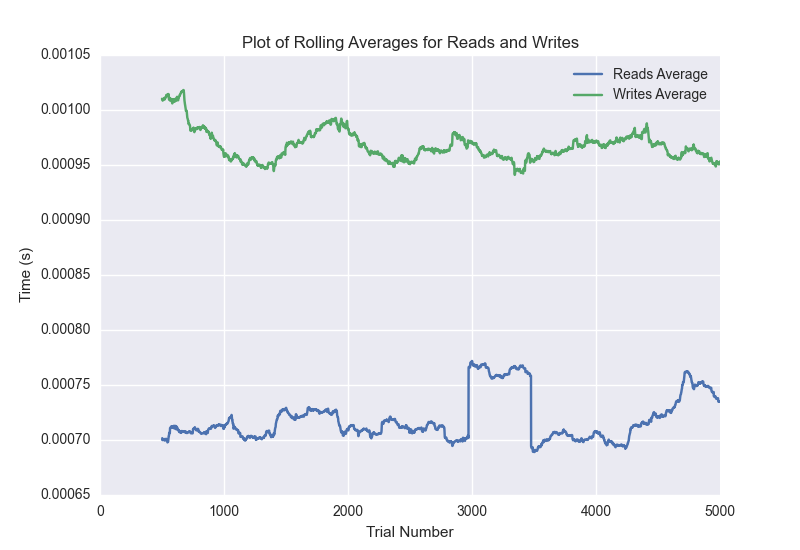 Plot of Rolling Averages for Reads and Writes
Reads Average
Writes Average
0.00105
0.00100
0.00095
0.00090
0.00085
0.00080
0.00075
0.00070
0.00065
Time (s)
0 1000 2000 3000 4000 5000
Trial Number